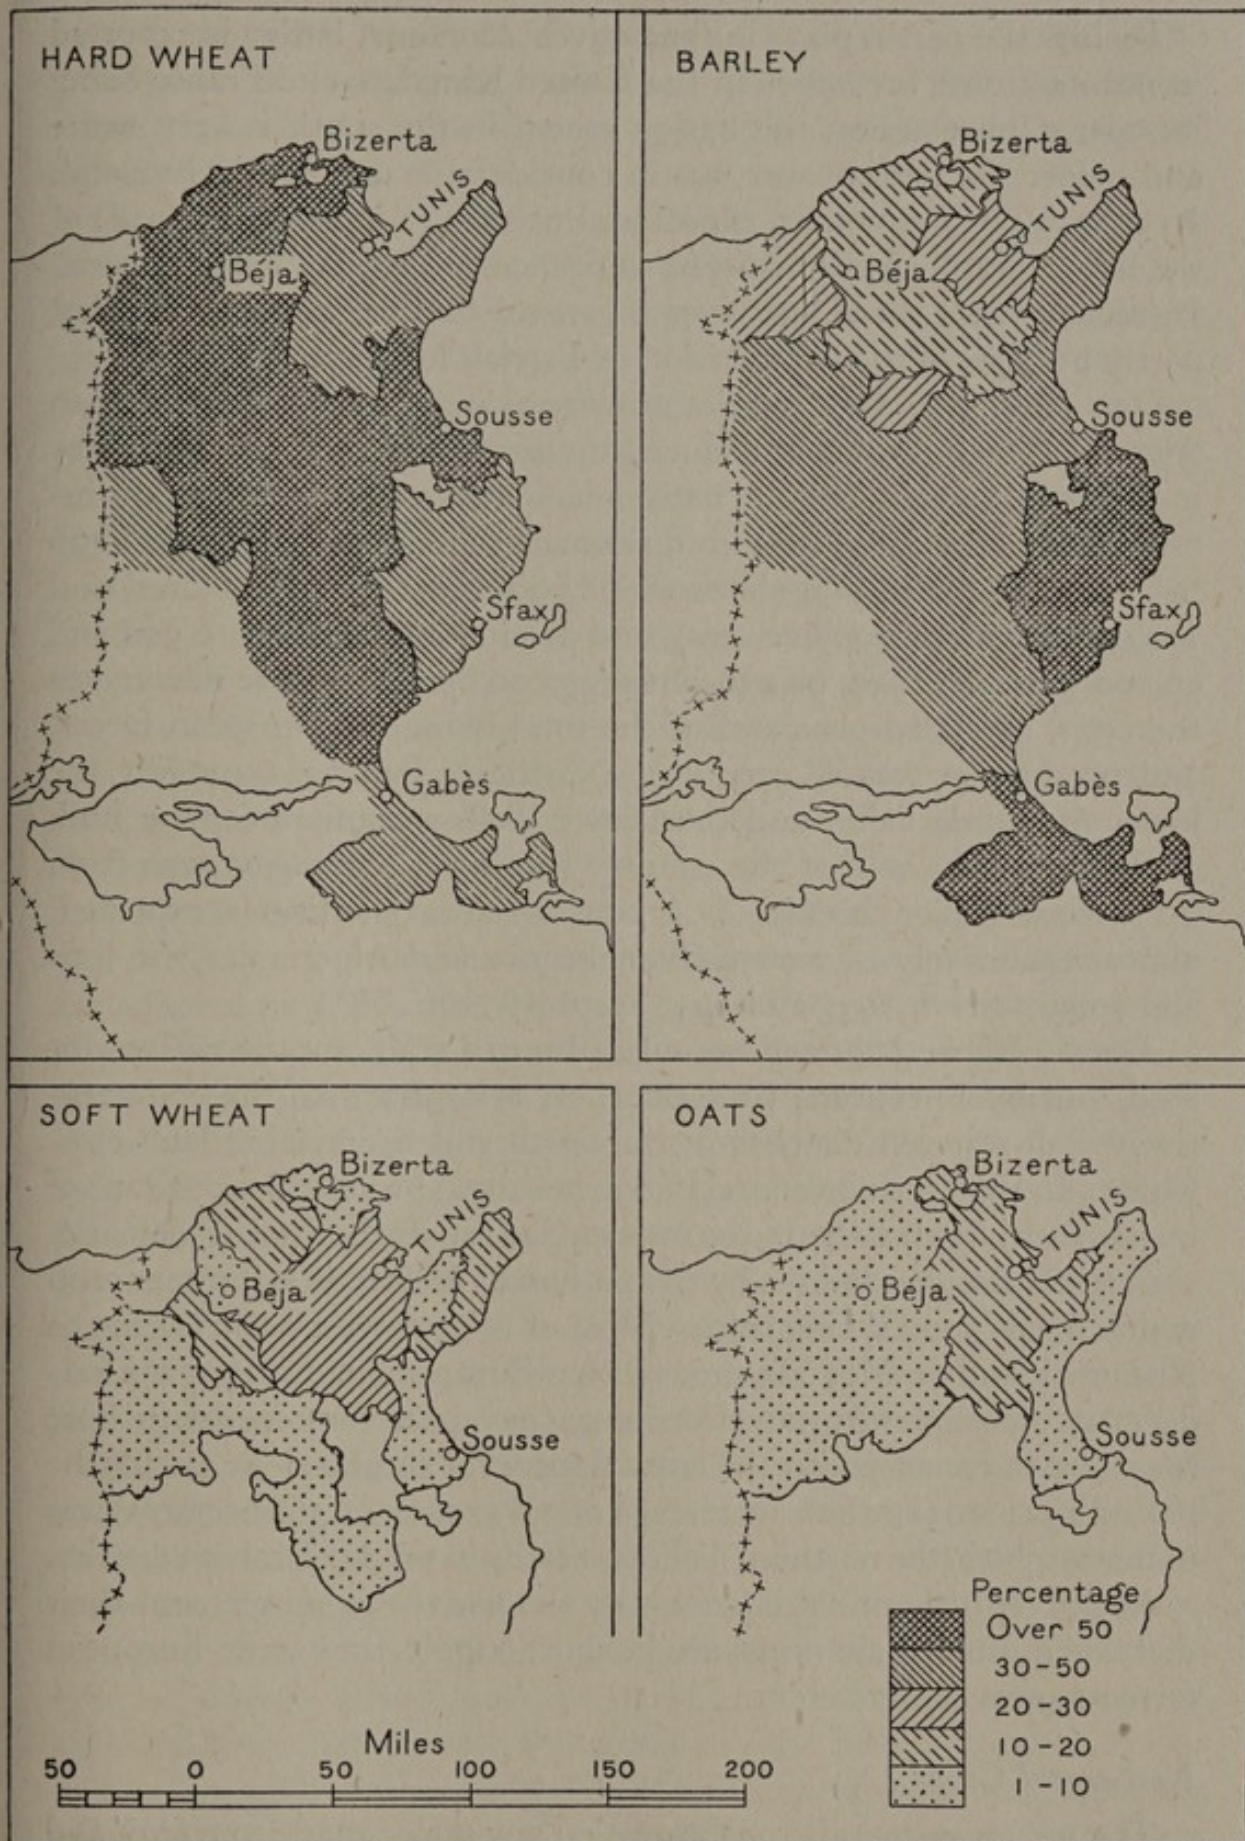 HARD WHEAT
Bizerta
TUNIS
Béja
Sousse
Sfax
Gabès
BARLEY
Bizerta
TUNIS
Béja
Sousse
Sfax
Gabès
SOFT WHEAT
Bizerta
TUNIS
Béja
Sousse
OATS
Bizerta
TUNIS
Béja
Sousse
Percentage
Over 50
30-50
20-30
10-20
1-10
Miles
50 0 50 100 150 200